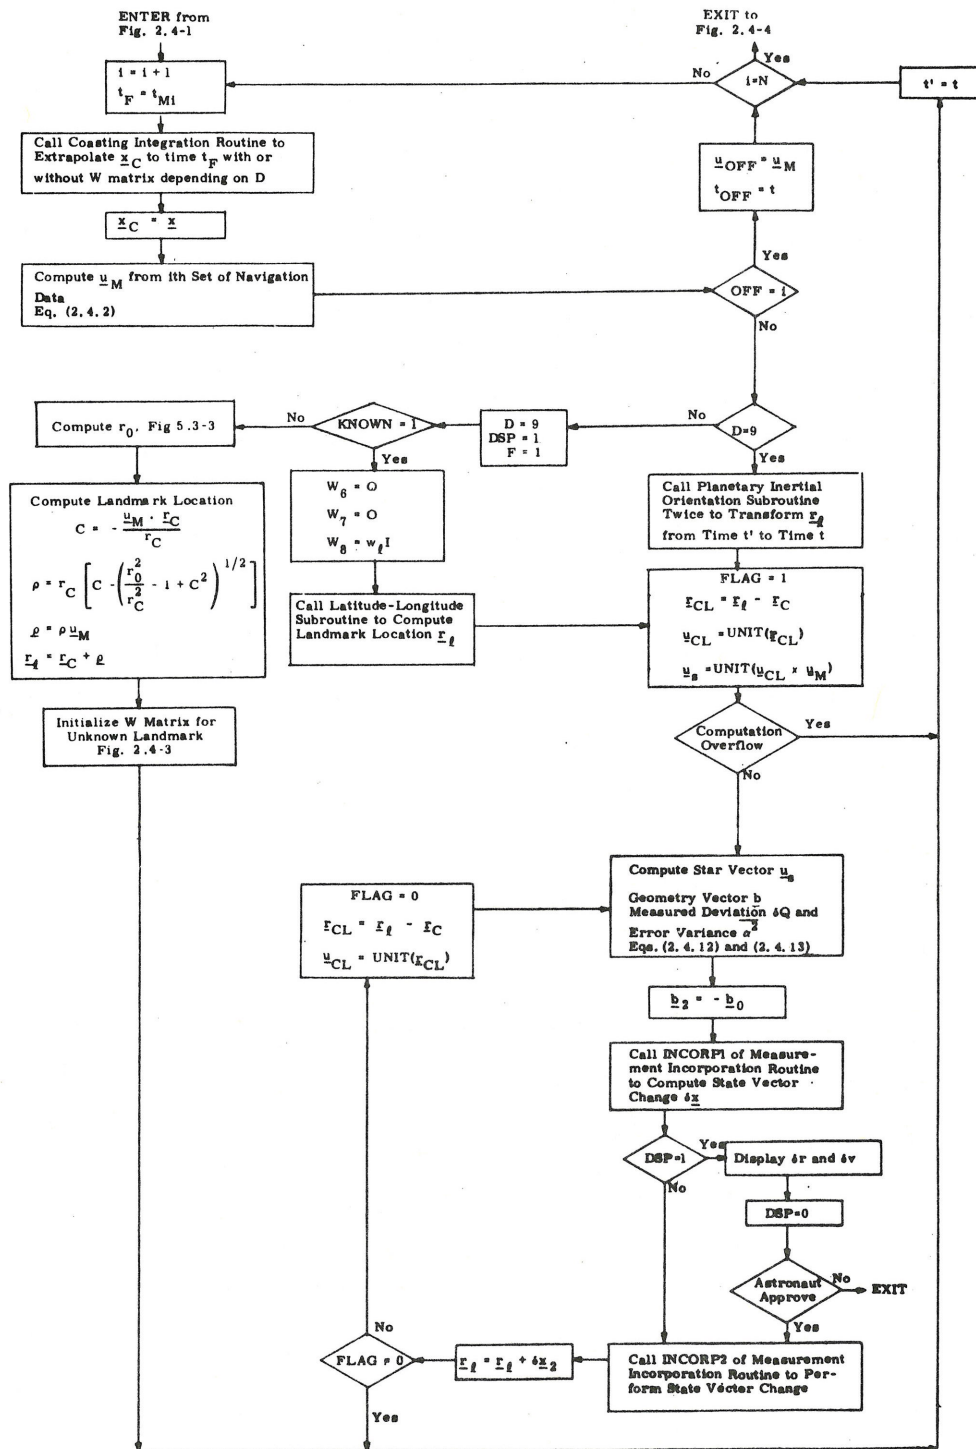 ENTER from
Fig. 2.4-1
i = i + 1
t_F = t_Mi
Call Coasting Integration Routine to
Extrapolate x_C to time t_F with or
without W matrix depending on D
x_C = x
Compute u_M from ith Set of Navigation
Data
Eq. (2.4.2)
EXIT to
Fig. 2.4-4
Yes
No
i=N
t' = t
u_OFF = u_M
t_OFF = t
Yes
OFF = i
No
Compute r_0, Fig 5.3-3
No
KNOWN = 1
Yes
D = 9
DSP = 1
F = 1
No
D=9
Yes
Compute Landmark Location
C = - u_M · r_C / r_C
ρ = r_C [ C - ( r_0^2 / r_C^2 - 1 + C^2 )^1/2 ]
ρ = ρ u_M
r_ℓ = r_C + ρ
W_6 = O
W_7 = O
W_8 = w_ℓ I
Call Planetary Inertial
Orientation Subroutine
Twice to Transform r_ℓ
from Time t' to Time t
Call Latitude-Longitude
Subroutine to Compute
Landmark Location r_ℓ
FLAG = 1
r_CL = r_ℓ - r_C
u_CL = UNIT(r_CL)
u_s = UNIT(u_CL × u_M)
Initialize W Matrix for
Unknown Landmark
Fig. 2.4-3
Computation
Overflow
Yes
No
FLAG = 0
r_CL = r_ℓ - r_C
u_CL = UNIT(r_CL)
Compute Star Vector u_s
Geometry Vector b
Measured Deviation δQ and
Error Variance α^2
Eqs. (2.4.12) and (2.4.13)
b_2 = - b_0
Call INCORP1 of Measure-
ment Incorporation Routine
to Compute State Vector
Change δx
DSP=1
Yes
No
Display δr and δv
DSP=0
Astronaut
Approve
No
EXIT
Yes
No
FLAG = 0
Yes
r_ℓ = r_ℓ + δx_2
Call INCORP2 of Measurement
Incorporation Routine to Per-
form State Vector Change